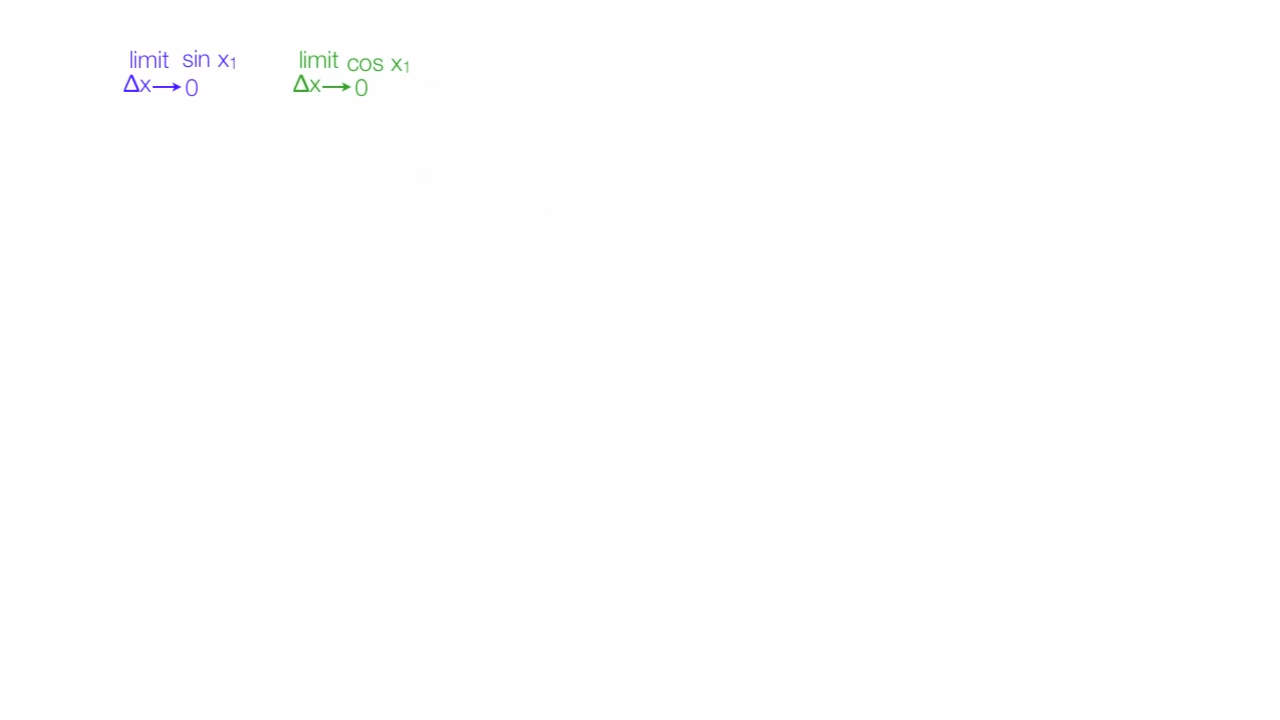 limit sin x₁ limit cos x₁
Δx→0 Δx→0